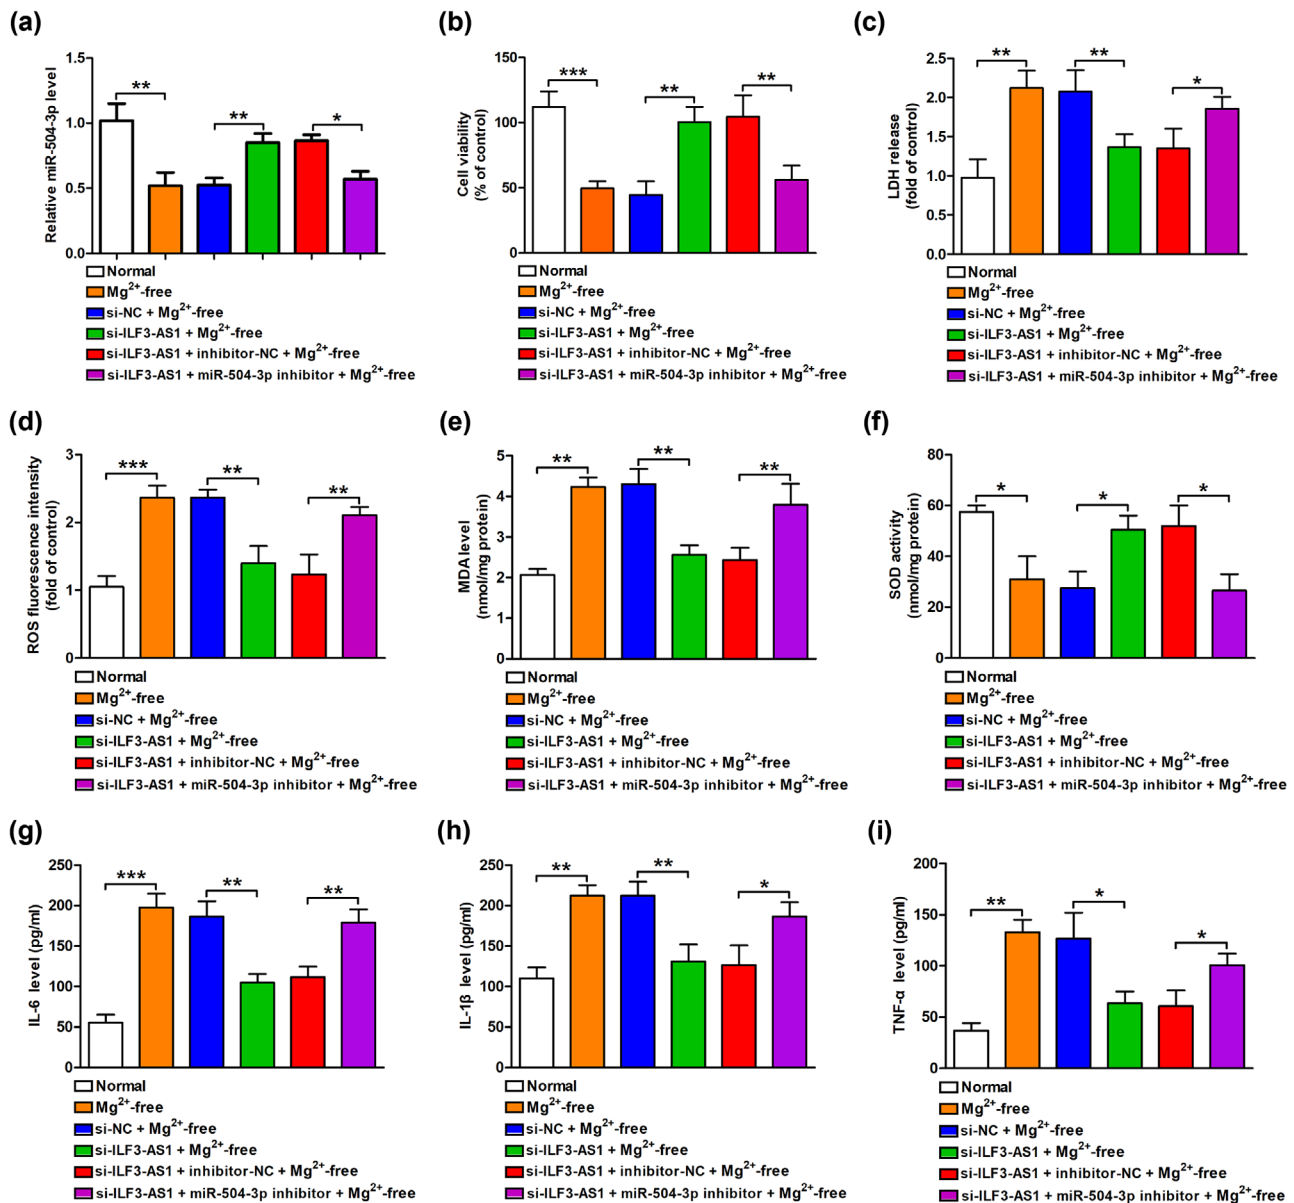 (a)
Relative miR-504-3p level
1.5
1.0
0.5
0.0
**
**
*
Normal
Mg2+-free
si-NC + Mg2+-free
si-ILF3-AS1 + Mg2+-free
si-ILF3-AS1 + inhibitor-NC + Mg2+-free
si-ILF3-AS1 + miR-504-3p inhibitor + Mg2+-free
(b)
Cell viability
(% of control)
150
100
50
0
***
**
**
Normal
Mg2+-free
si-NC + Mg2+-free
si-ILF3-AS1 + Mg2+-free
si-ILF3-AS1 + inhibitor-NC + Mg2+-free
si-ILF3-AS1 + miR-504-3p inhibitor + Mg2+-free
(c)
LDH release
(fold of control)
2.5
2.0
1.5
1.0
0.5
0.0
**
**
*
Normal
Mg2+-free
si-NC + Mg2+-free
si-ILF3-AS1 + Mg2+-free
si-ILF3-AS1 + inhibitor-NC + Mg2+-free
si-ILF3-AS1 + miR-504-3p inhibitor + Mg2+-free
(d)
ROS fluorescence intensity
(fold of control)
3
2
1
0
***
**
**
Normal
Mg2+-free
si-NC + Mg2+-free
si-ILF3-AS1 + Mg2+-free
si-ILF3-AS1 + inhibitor-NC + Mg2+-free
si-ILF3-AS1 + miR-504-3p inhibitor + Mg2+-free
(e)
MDA level
(nmol/mg protein)
5
4
3
2
1
0
**
**
**
Normal
Mg2+-free
si-NC + Mg2+-free
si-ILF3-AS1 + Mg2+-free
si-ILF3-AS1 + inhibitor-NC + Mg2+-free
si-ILF3-AS1 + miR-504-3p inhibitor + Mg2+-free
(f)
SOD activity
(nmol/mg protein)
80
60
40
20
0
*
*
*
Normal
Mg2+-free
si-NC + Mg2+-free
si-ILF3-AS1 + Mg2+-free
si-ILF3-AS1 + inhibitor-NC + Mg2+-free
si-ILF3-AS1 + miR-504-3p inhibitor + Mg2+-free
(g)
IL-6 level (pg/ml)
250
200
150
100
50
0
***
**
**
Normal
Mg2+-free
si-NC + Mg2+-free
si-ILF3-AS1 + Mg2+-free
si-ILF3-AS1 + inhibitor-NC + Mg2+-free
si-ILF3-AS1 + miR-504-3p inhibitor + Mg2+-free
(h)
IL-1β level (pg/ml)
250
200
150
100
50
0
**
**
*
Normal
Mg2+-free
si-NC + Mg2+-free
si-ILF3-AS1 + Mg2+-free
si-ILF3-AS1 + inhibitor-NC + Mg2+-free
si-ILF3-AS1 + miR-504-3p inhibitor + Mg2+-free
(i)
TNF-α level (pg/ml)
200
150
100
50
0
**
*
*
Normal
Mg2+-free
si-NC + Mg2+-free
si-ILF3-AS1 + Mg2+-free
si-ILF3-AS1 + inhibitor-NC + Mg2+-free
si-ILF3-AS1 + miR-504-3p inhibitor + Mg2+-free